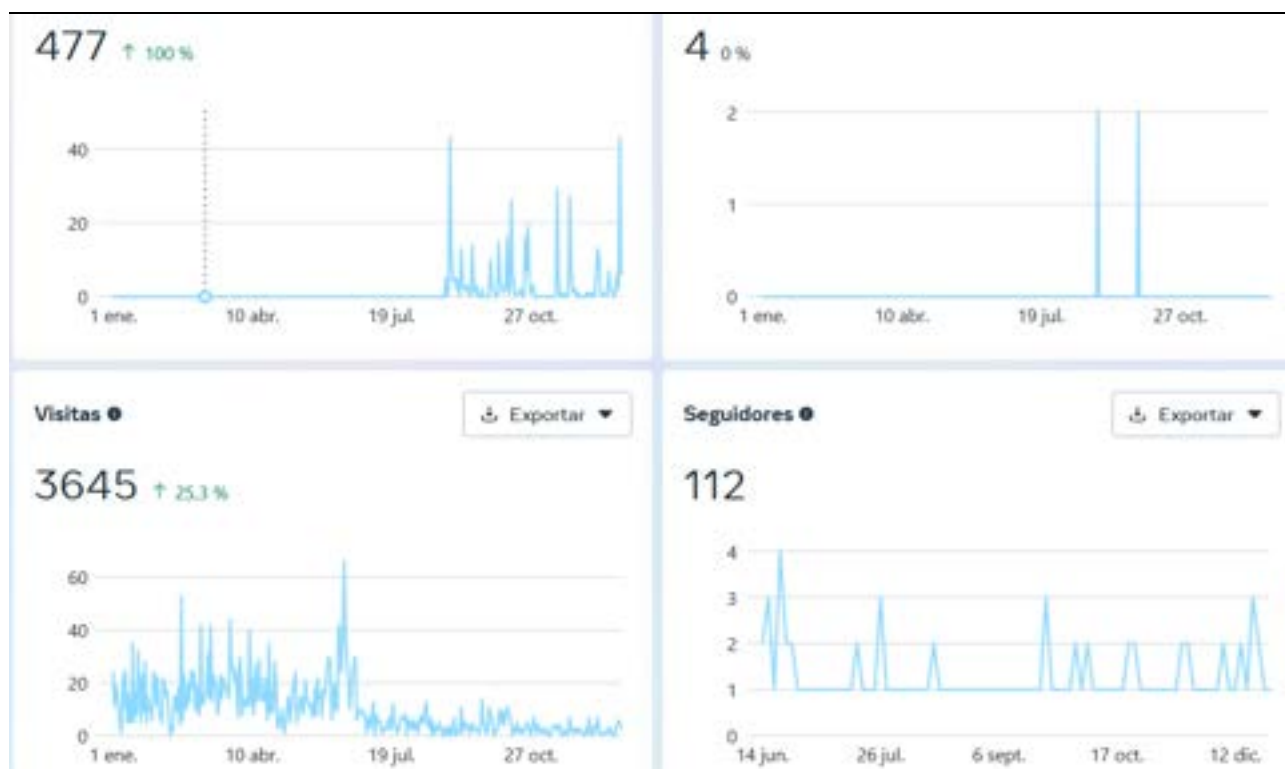 477 ↑ 100 %
40
20
0
1 ene. 10 abr. 19 jul. 27 oct.
4 0 %
2
1
0
1 ene. 10 abr. 19 jul. 27 oct.
Visitas
Exportar
3645 ↑ 25.3 %
60
40
20
0
1 ene. 10 abr. 19 jul. 27 oct.
Seguidores
Exportar
112
4
3
2
1
0
14 jun. 26 jul. 6 sept. 17 oct. 12 dic.